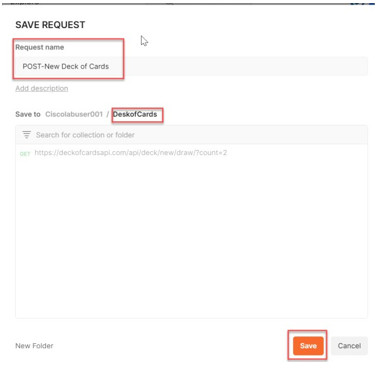 SAVE REQUEST
Request name
POST-New Deck of Cards
Add description
Save to Ciscolabuser001 / DeskofCards
Search for collection or folder
GET https://deckofcardsapi.com/api/deck/new/draw/?count=2
New Folder
Save
Cancel